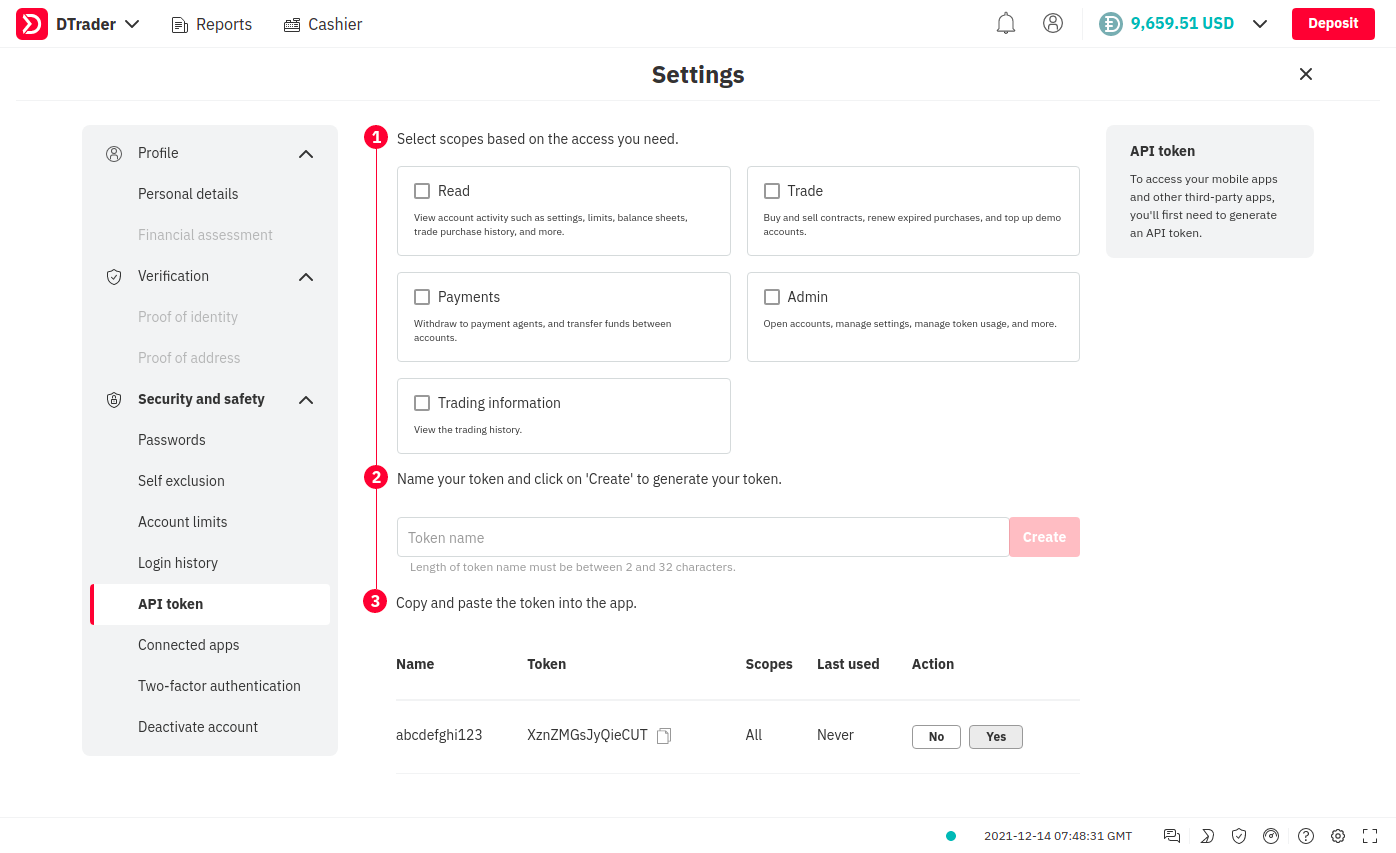 DTrader
Reports
Cashier
9,659.51 USD
Deposit
Settings
Profile
Personal details
Financial assessment
Verification
Proof of identity
Proof of address
Security and safety
Passwords
Self exclusion
Account limits
Login history
API token
Connected apps
Two-factor authentication
Deactivate account
1
Select scopes based on the access you need.
Read
View account activity such as settings, limits, balance sheets,
trade purchase history, and more.
Trade
Buy and sell contracts, renew expired purchases, and top up demo
accounts.
Payments
Withdraw to payment agents, and transfer funds between
accounts.
Admin
Open accounts, manage settings, manage token usage, and more.
Trading information
View the trading history.
2
Name your token and click on 'Create' to generate your token.
Token name
Create
Length of token name must be between 2 and 32 characters.
3
Copy and paste the token into the app.
Name Token Scopes Last used Action
abcdefghi123 XznZMGsJyQieCUT All Never No Yes
API token
To access your mobile apps
and other third-party apps,
you'll first need to generate
an API token.
2021-12-14 07:48:31 GMT